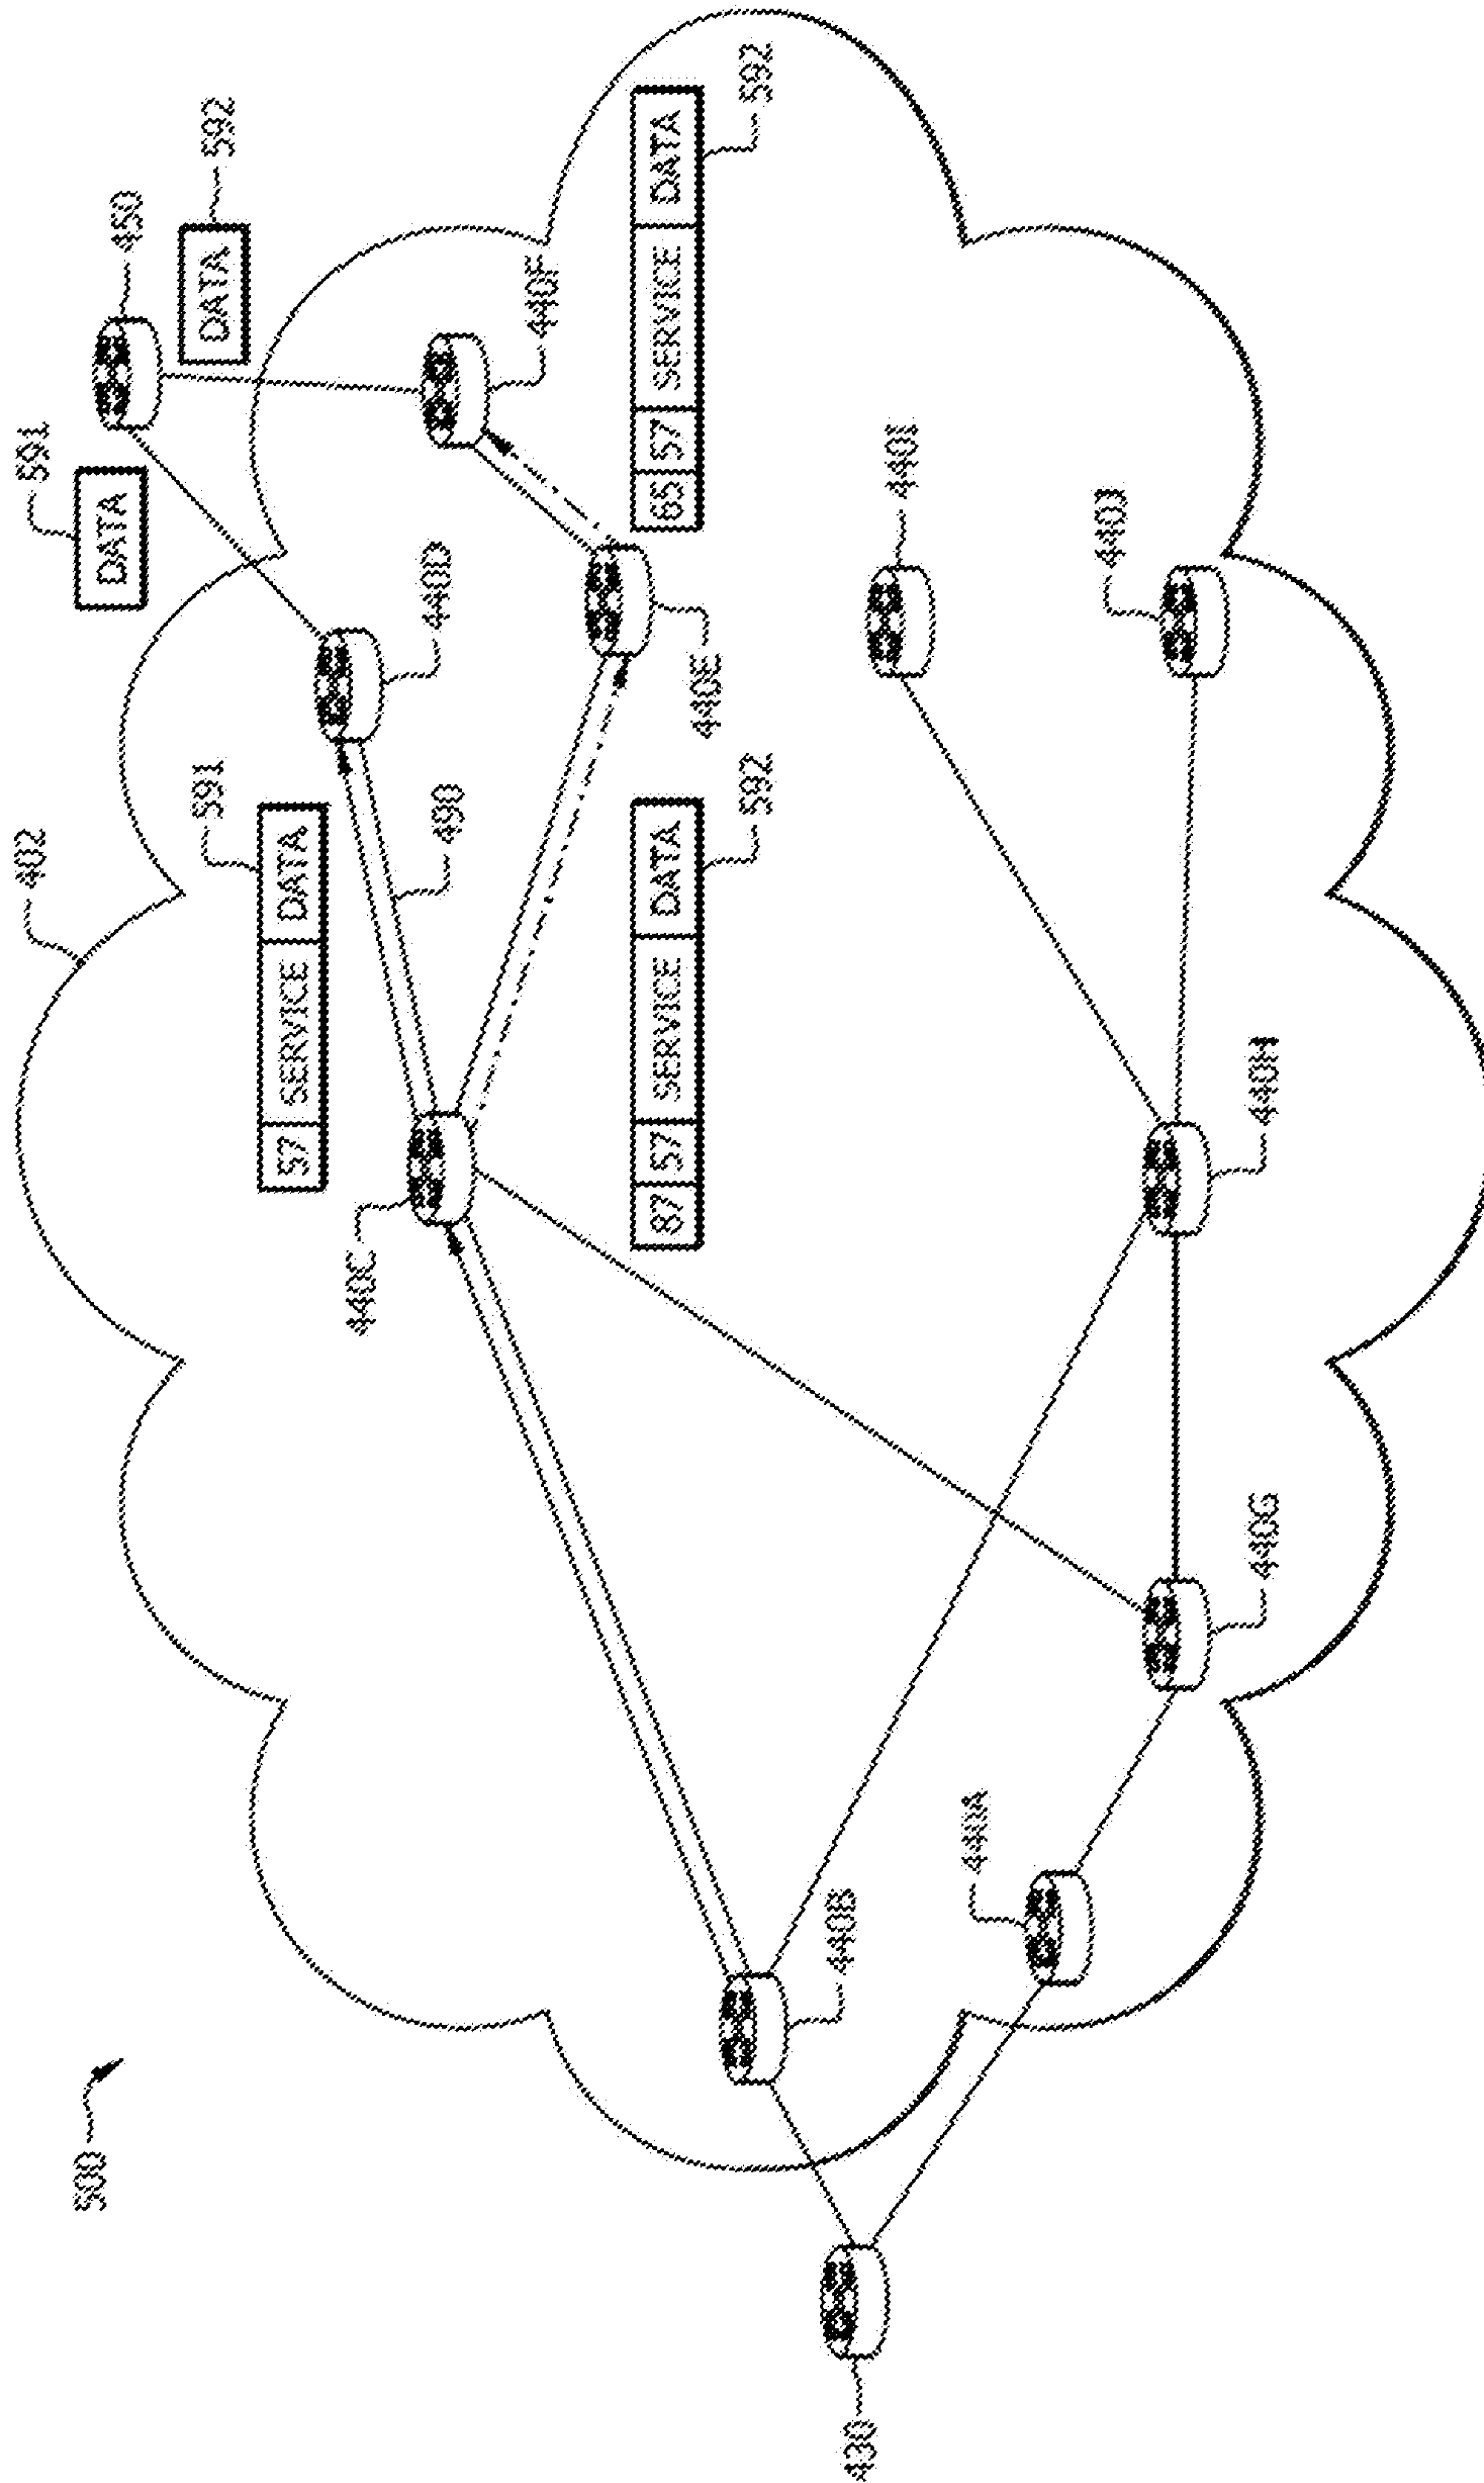 500
402
591
DATA
450
592
DATA
591
57 SERVICE DATA
440C
440D
490
440F
87 57 SERVICE DATA
592
85 57 SERVICE DATA
592
440E
440B
430
440I
440A
440J
440G
440H